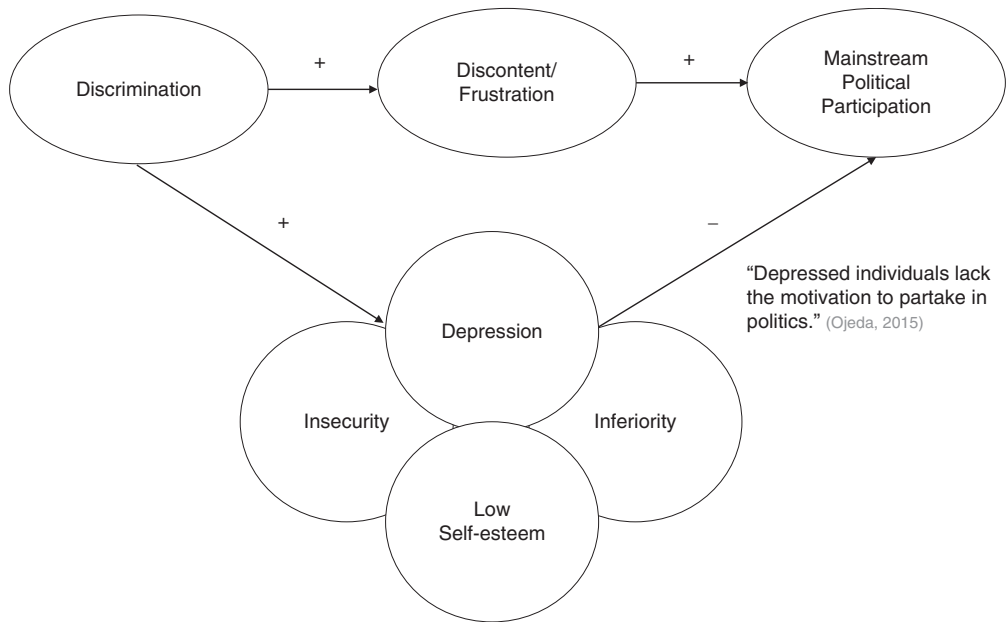 Discrimination
+
Discontent/
Frustration
+
Mainstream
Political
Participation
+
–
“Depressed individuals lack
the motivation to partake in
politics.” (Ojeda, 2015)
Depression
Insecurity
Inferiority
Low
Self-esteem